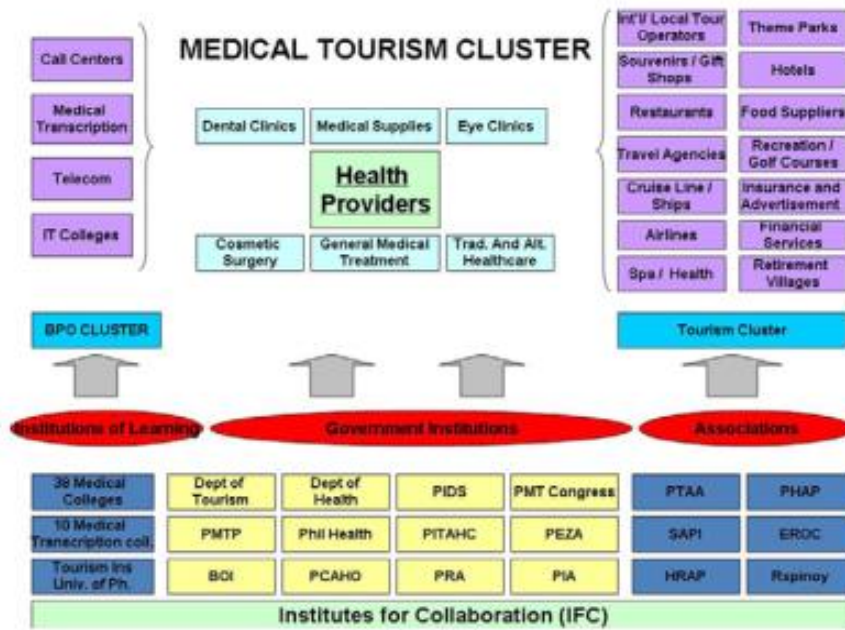 MEDICAL TOURISM CLUSTER
Call Centers
Medical
Transcription
Telecom
IT Colleges
Dental Clinics
Medical Supplies
Eye Clinics
Health
Providers
Cosmetic
Surgery
General Medical
Treatment
Trad. And Alt.
Healthcare
Int'l/ Local Tour
Operators
Theme Parks
Souvenirs / Gift
Shops
Hotels
Restaurants
Food Suppliers
Travel Agencies
Recreation /
Golf Courses
Cruise Line /
Ships
Insurance and
Advertisement
Airlines
Financial
Services
Spa / Health
Retirement
Villages
BPO CLUSTER
Tourism Cluster
Institutions of Learning
Government Institutions
Associations
38 Medical
Colleges
Dept of
Tourism
Dept of
Health
PIDS
PMT Congress
PTAA
PHAP
10 Medical
Transcription coll.
PMTP
Phil Health
PITAHC
PEZA
SAPI
EROC
Tourism Ins
Univ. of Ph.
BOI
PCAHO
PRA
PIA
HRAP
Rxpinoy
Institutes for Collaboration (IFC)